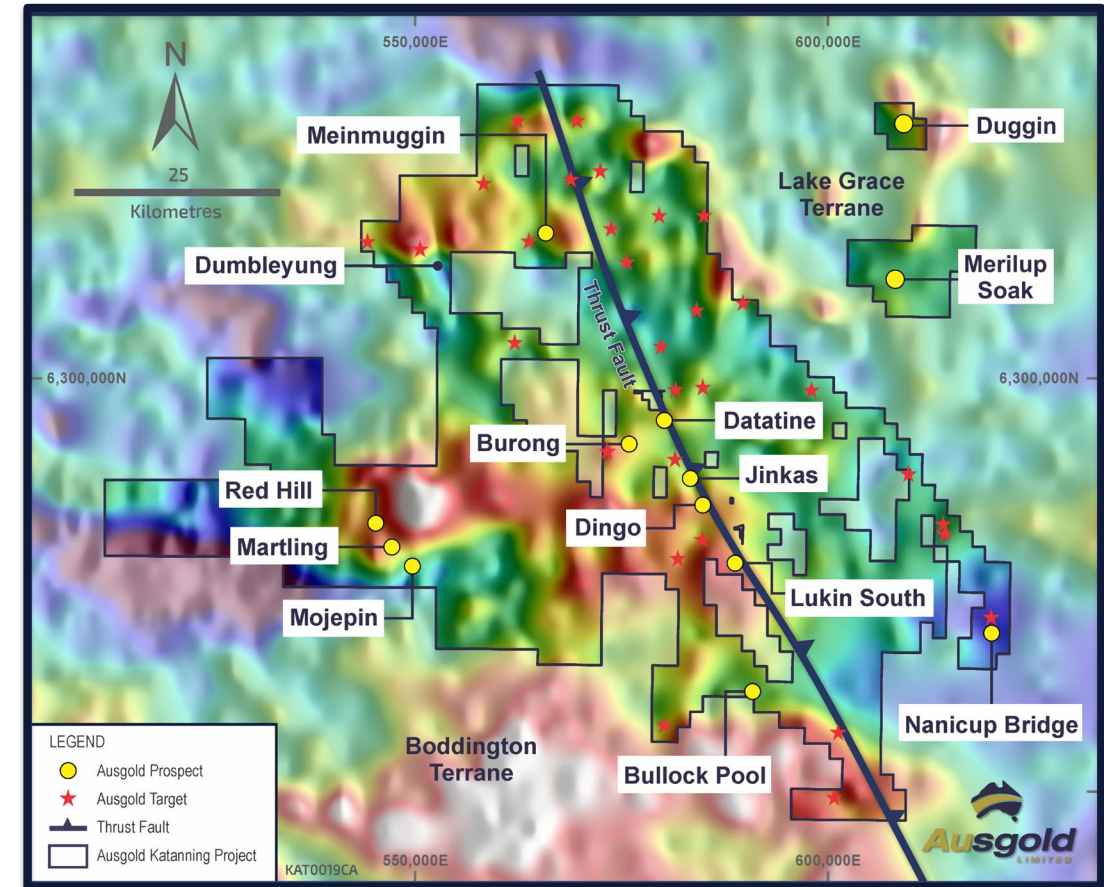 550,000E
600,000E
N
25
Kilometres
Meinmuggin
Duggin
Lake Grace
Terrane
Dumbleyung
Merilup
Soak
Thrust Fault
6,300,000N
6,300,000N
Datatine
Burong
Jinkas
Red Hill
Dingo
Martling
Lukin South
Mojepin
Nanicup Bridge
Boddington
Terrane
Bullock Pool
LEGEND
Ausgold Prospect
Ausgold Target
Thrust Fault
Ausgold Katanning Project
KAT0019CA
550,000E
600,000E
Ausgold
LIMITED